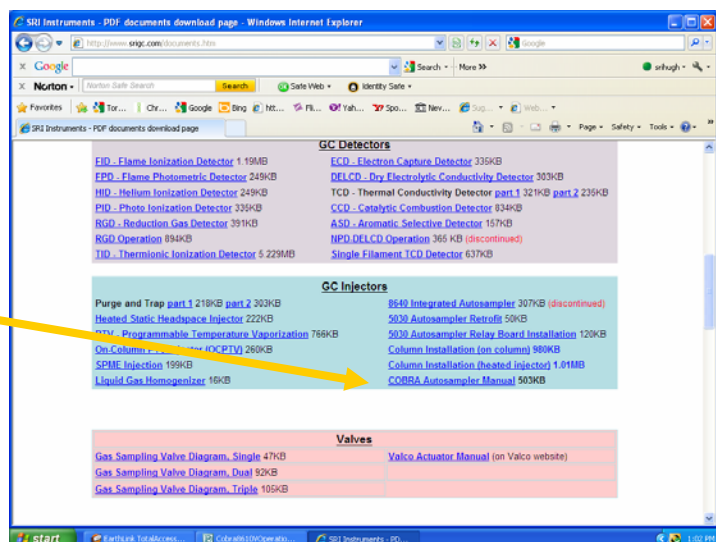 SRI Instruments - PDF documents download page - Windows Internet Explorer
http://www.srigc.com/documents.htm
Google
x Google
Search
More »
srihugh
x Norton
Norton Safe Search
Search
Safe Web
Identity Safe
Favorites
Tor...
Chr...
Google
Bing
htt...
Fli...
Yah...
Spo...
Nev...
Sug...
Web...
SRI Instruments - PDF documents download page
Page
Safety
Tools
GC Detectors
FID - Flame Ionization Detector 1.19MB
ECD - Electron Capture Detector 335KB
FPD - Flame Photometric Detector 249KB
DELCD - Dry Electrolytic Conductivity Detector 303KB
HID - Helium Ionization Detector 249KB
TCD - Thermal Conductivity Detector part 1 321KB part 2 235KB
PID - Photo Ionization Detector 335KB
CCD - Catalytic Combustion Detector 834KB
RGD - Reduction Gas Detector 391KB
ASD - Aromatic Selective Detector 157KB
RGD Operation 894KB
NPD.DELCD Operation 365 KB (discontinued)
TID - Thermionic Ionization Detector 5.229MB
Single Filament TCD Detector 637KB
GC Injectors
Purge and Trap part 1 218KB part 2 303KB
8640 Integrated Autosampler 307KB (discontinued)
Heated Static Headspace Injector 222KB
5030 Autosampler Retrofit 50KB
PTV - Programmable Temperature Vaporization 766KB
5030 Autosampler Relay Board Installation 120KB
On-Column (OCPTV) 260KB
Column Installation (on column) 980KB
SPME Injection 199KB
Column Installation (heated injector) 1.01MB
Liquid Gas Homogenizer 16KB
COBRA Autosampler Manual 503KB
Valves
Gas Sampling Valve Diagram, Single 47KB
Valco Actuator Manual (on Valco website)
Gas Sampling Valve Diagram, Dual 92KB
Gas Sampling Valve Diagram, Triple 105KB
start
EarthLink TotalAccess...
SRI Instruments - PD...
1:02 PM